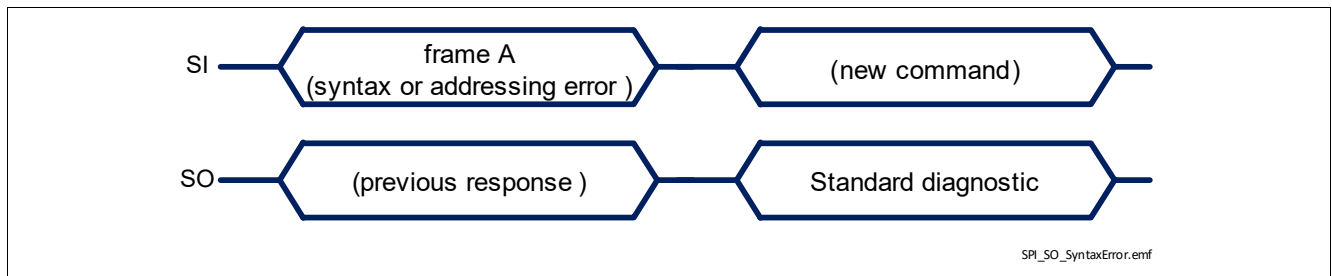 SI
frame A
(syntax or addressing error )
(new command)
SO
(previous response )
Standard diagnostic
SPI_SO_SyntaxError.emf